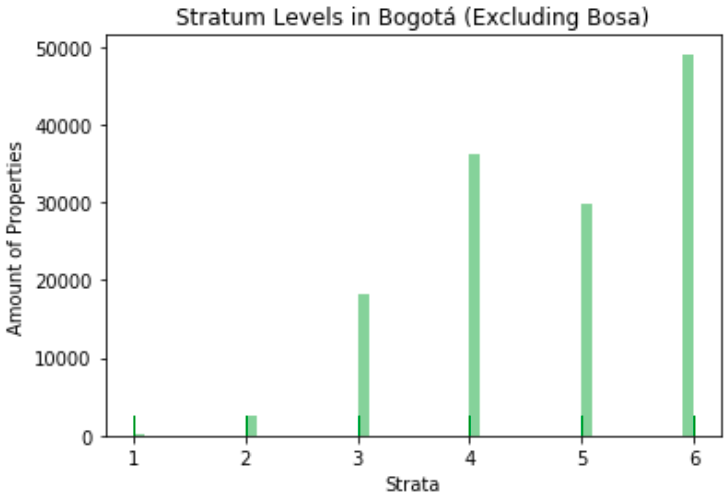 Stratum Levels in Bogotá (Excluding Bosa)
Amount of Properties
50000
40000
30000
20000
10000
0
1 2 3 4 5 6
Strata